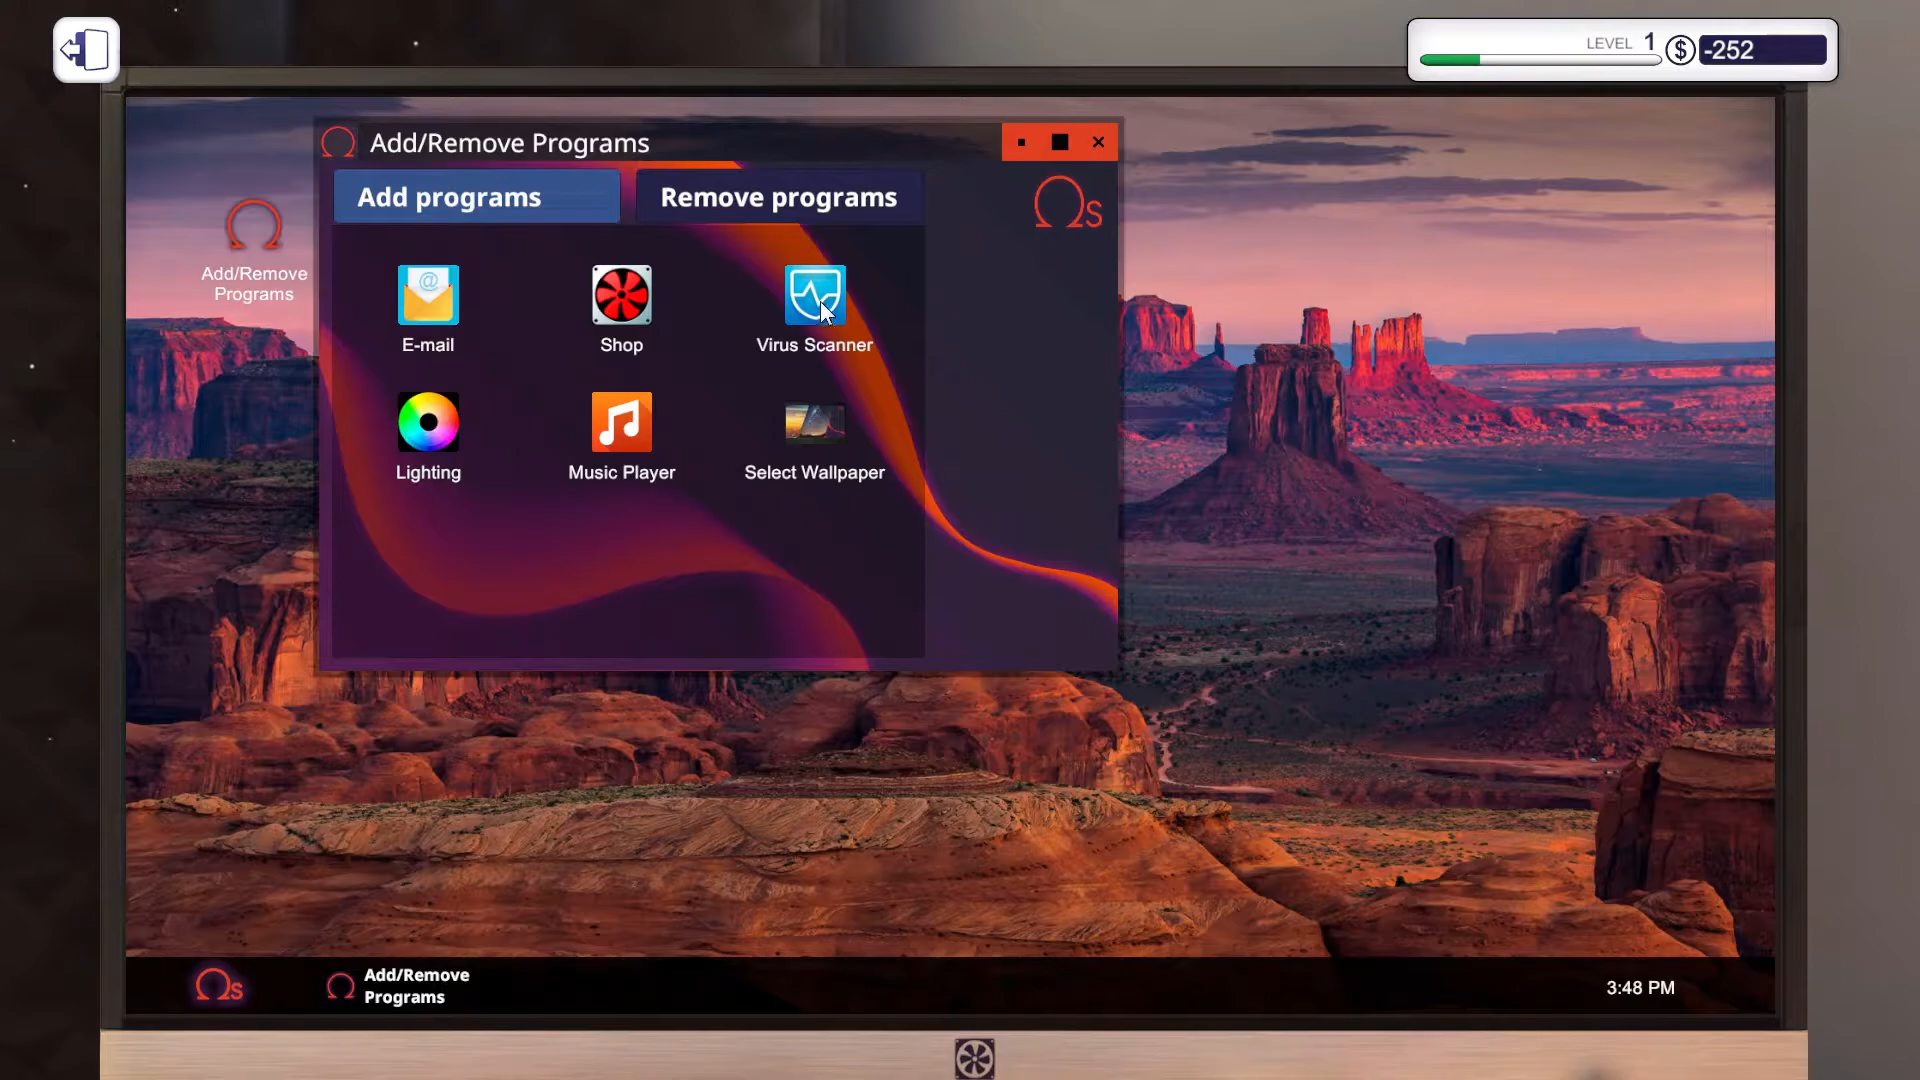 LEVEL 1 $ -252
Add/Remove Programs
Add programs
Remove programs
Ωs
Add/Remove
Programs
E-mail
Shop
Virus Scanner
Lighting
Music Player
Select Wallpaper
Ωs
Add/Remove
Programs
3:48 PM